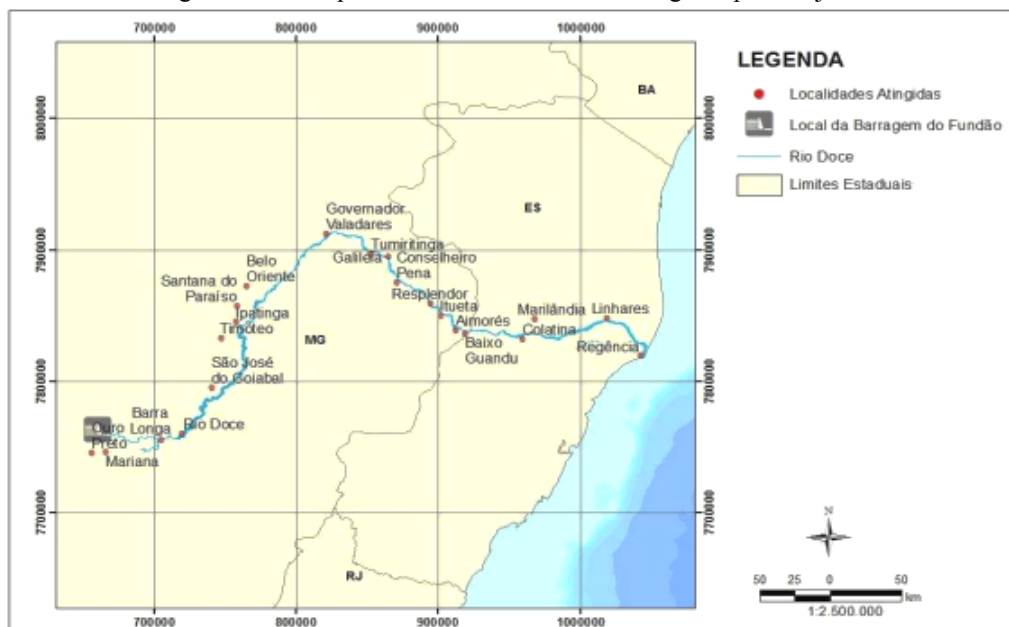 700000
800000
900000
1000000
LEGENDA
Localidades Atingidas
Local da Barragem do Fundão
Rio Doce
Limites Estaduais
8000000
7900000
7800000
7700000
8000000
7900000
7800000
7700000
BA
ES
MG
RJ
Governador
Valadares
Tumiritinga
Galileia
Conselheiro
Pena
Belo
Oriente
Santana do
Paraíso
Ipatinga
Timóteo
Resplendor
Itueta
Aimorés
Baixo
Guandu
Marilândia
Colatina
Linhares
Regência
São José
do Goiabal
Barra
Longa
Rio Doce
Ouro
Preto
Mariana
700000
800000
900000
1000000
N
50 25 0 50
km
1:2.500.000